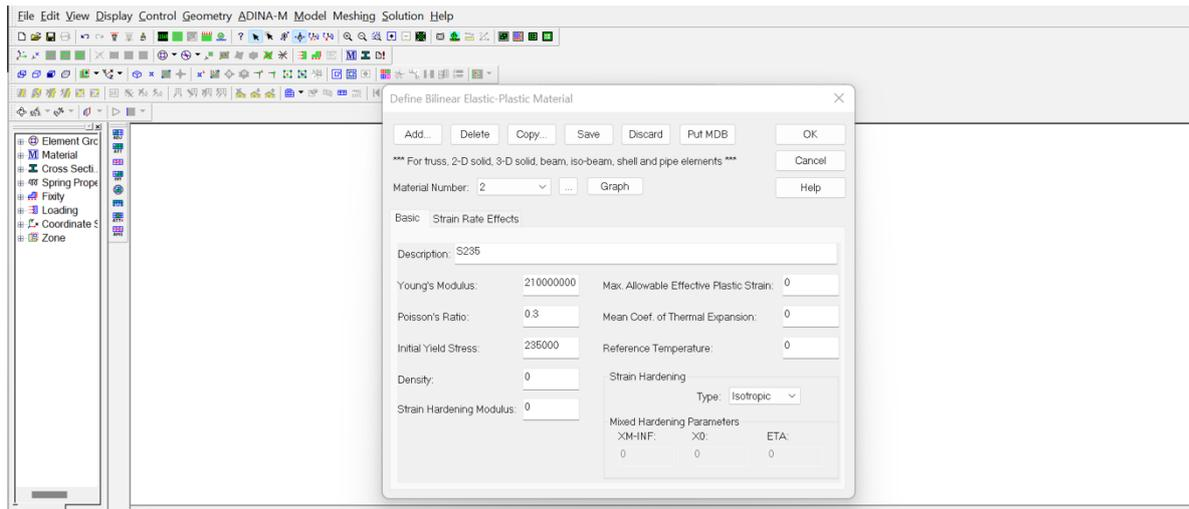 File Edit View Display Control Geometry ADINA-M Model Meshing Solution Help
Define Bilinear Elastic-Plastic Material
Add... Delete Copy... Save Discard Put MDB OK
*** For truss, 2-D solid, 3-D solid, beam, iso-beam, shell and pipe elements *** Cancel
Material Number: 2 ... Graph Help
Basic Strain Rate Effects
Description: S235
Young's Modulus: 210000000 Max. Allowable Effective Plastic Strain: 0
Poisson's Ratio: 0.3 Mean Coef. of Thermal Expansion: 0
Initial Yield Stress: 235000 Reference Temperature: 0
Density: 0 Strain Hardening
Type: Isotropic
Strain Hardening Modulus: 0
Mixed Hardening Parameters
XM-INF: X0: ETA:
0 0 0
Element Grc
M Material
Cross Secti..
Spring Prope
Fixity
Loading
Coordinate S
Zone